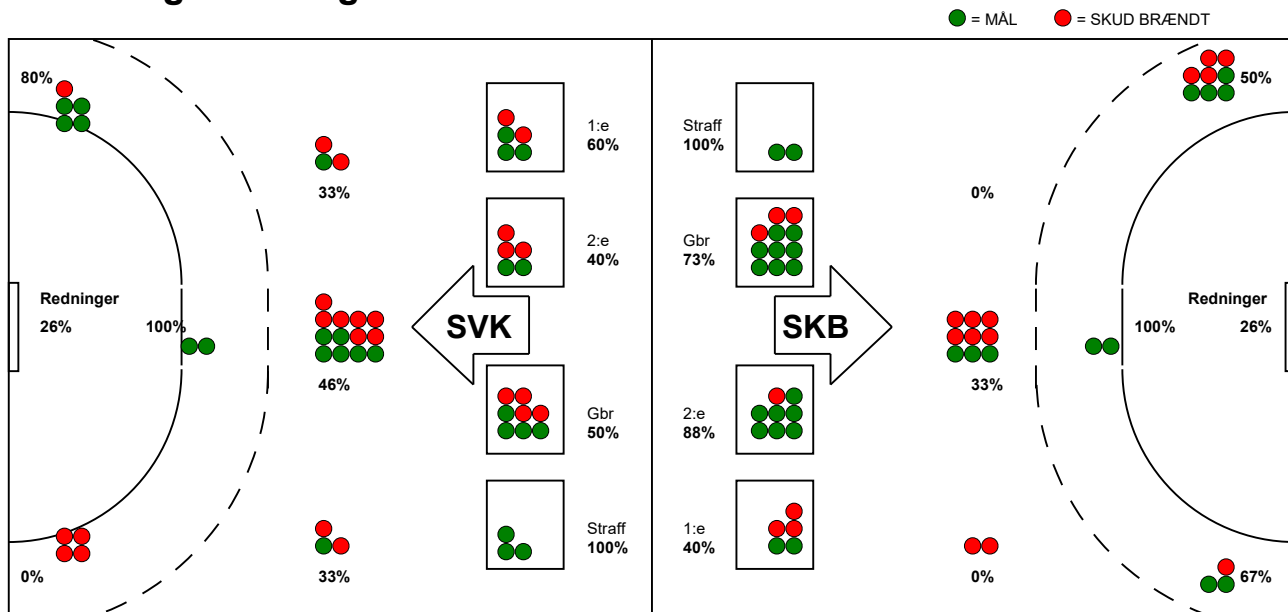 = MÅL = SKUD BRÆNDT
80%
50%
1:e
60%
Straff
100%
33%
0%
2:e
40%
Gbr
73%
Redninger
26%
100%
SVK
SKB
Redninger
100%
26%
46%
33%
Gbr
50%
2:e
88%
Straff
100%
1:e
40%
0%
33%
0%
67%